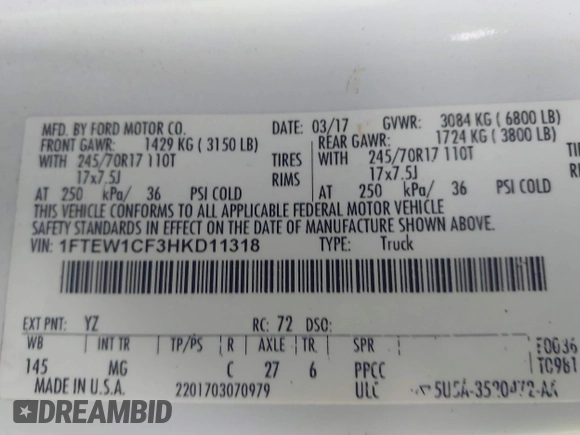 MFD. BY FORD MOTOR CO.
DATE: 03/17 GVWR: 3084 KG ( 6800 LB)
FRONT GAWR: 1429 KG ( 3150 LB)
REAR GAWR: 1724 KG ( 3800 LB)
WITH 245/70R17 110T TIRES WITH 245/70R17 110T
17x7.5J RIMS 17x7.5J
AT 250 kPa/ 36 PSI COLD AT 250 kPa/ 36 PSI COLD
THIS VEHICLE CONFORMS TO ALL APPLICABLE FEDERAL MOTOR VEHICLE
SAFETY STANDARDS IN EFFECT ON THE DATE OF MANUFACTURE SHOWN ABOVE.
VIN: 1FTEW1CF3HKD11318 TYPE: Truck
EXT PNT: YZ RC: 72 DSO:
WB INT TR TP/PS R AXLE TR SPR
145 MG C 27 6 PPCC
MADE IN U.S.A. 2201703070979 ULC
RIDERSIDE.COM